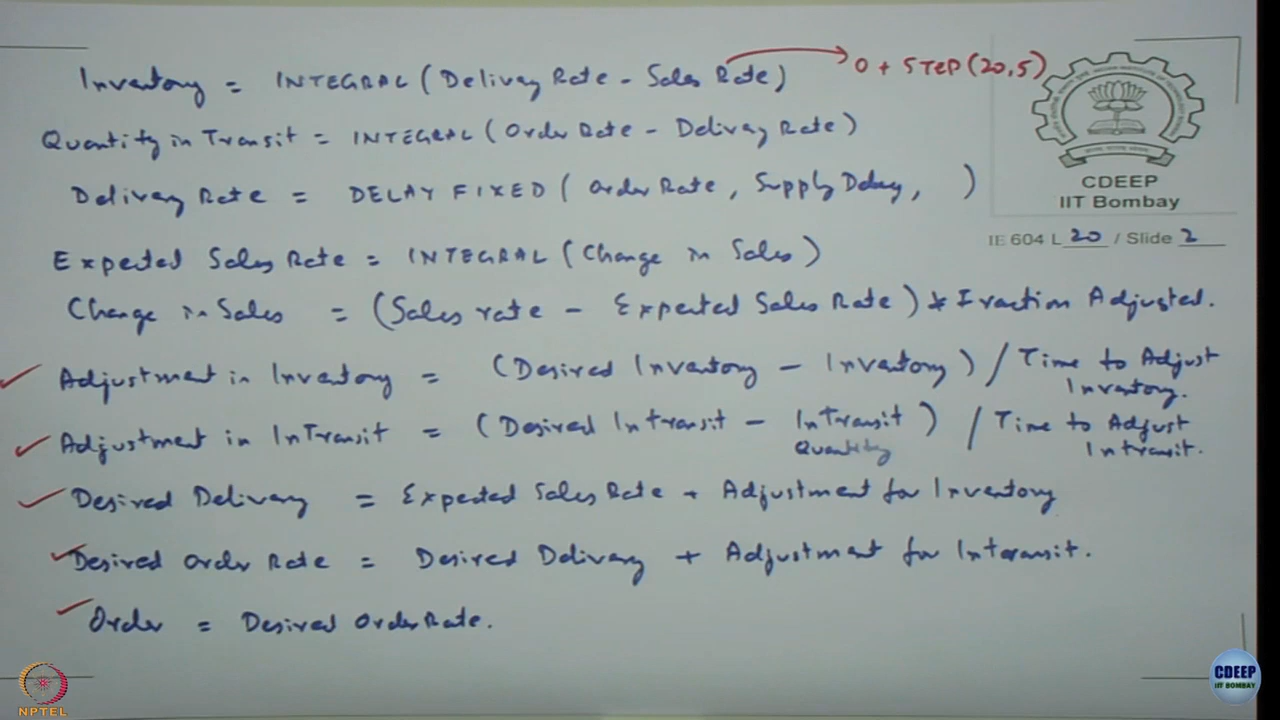 Inventory = INTEGRAL (Delivery Rate - Sales Rate) → 0 + STEP(20,5)
Quantity in Transit = INTEGRAL (Order Rate - Delivery Rate)
Delivery Rate = DELAY FIXED ( Order Rate, Supply Delay, )
CDEEP
IIT Bombay
IE 604 L 20 / Slide 2
Expected Sales Rate = INTEGRAL (Change in Sales)
Change in Sales = (Sales rate - Expected Sales Rate) * Fraction Adjusted.
Adjustment in Inventory = (Desired Inventory - Inventory) / Time to Adjust Inventory.
Adjustment in InTransit = (Desired Intransit - InTransit Quantity) / Time to Adjust Intransit.
Desired Delivery = Expected Sales Rate + Adjustment for Inventory
Desired Order Rate = Desired Delivery + Adjustment for Intransit.
Order = Desired Order Rate.
NPTEL
CDEEP
IIT BOMBAY